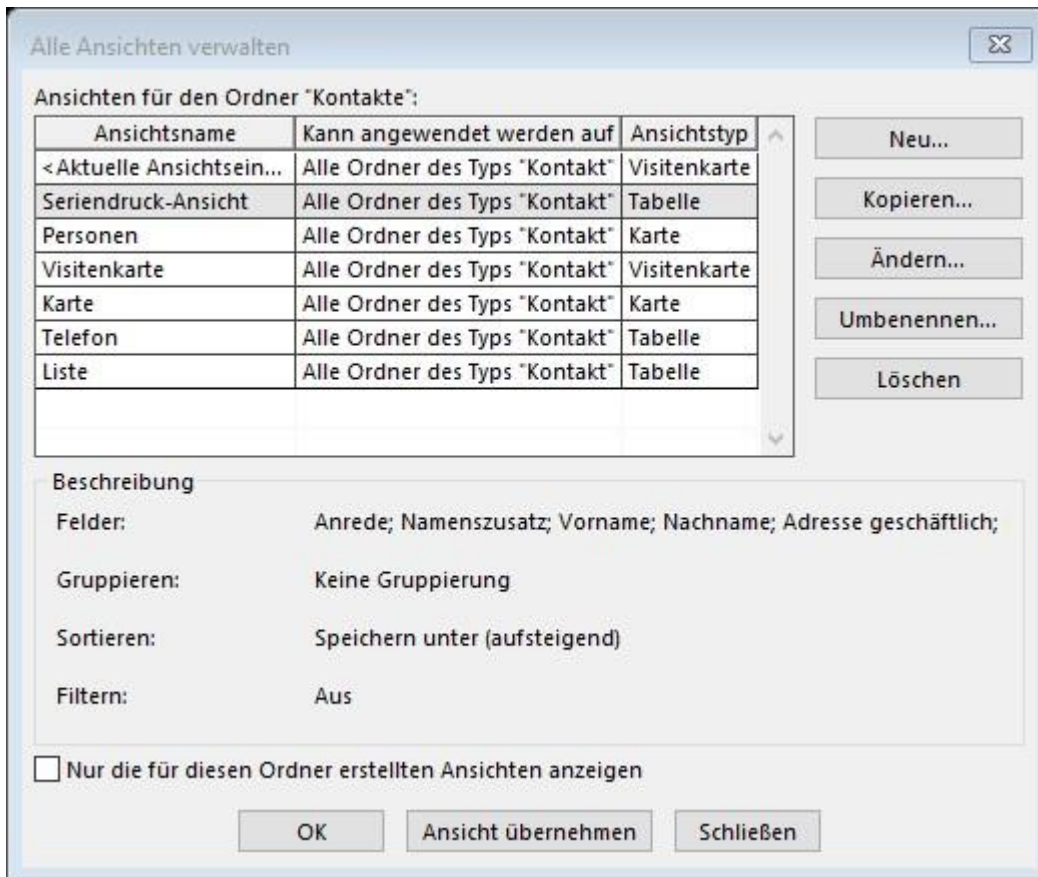 Alle Ansichten verwalten
Ansichten für den Ordner "Kontakte":
Ansichtsname Kann angewendet werden auf Ansichtstyp
<Aktuelle Ansichtsein... Alle Ordner des Typs "Kontakt" Visitenkarte
Seriendruck-Ansicht Alle Ordner des Typs "Kontakt" Tabelle
Personen Alle Ordner des Typs "Kontakt" Karte
Visitenkarte Alle Ordner des Typs "Kontakt" Visitenkarte
Karte Alle Ordner des Typs "Kontakt" Karte
Telefon Alle Ordner des Typs "Kontakt" Tabelle
Liste Alle Ordner des Typs "Kontakt" Tabelle
Neu...
Kopieren...
Ändern...
Umbenennen...
Löschen
Beschreibung
Felder: Anrede; Namenszusatz; Vorname; Nachname; Adresse geschäftlich;
Gruppieren: Keine Gruppierung
Sortieren: Speichern unter (aufsteigend)
Filtern: Aus
Nur die für diesen Ordner erstellten Ansichten anzeigen
OK Ansicht übernehmen Schließen